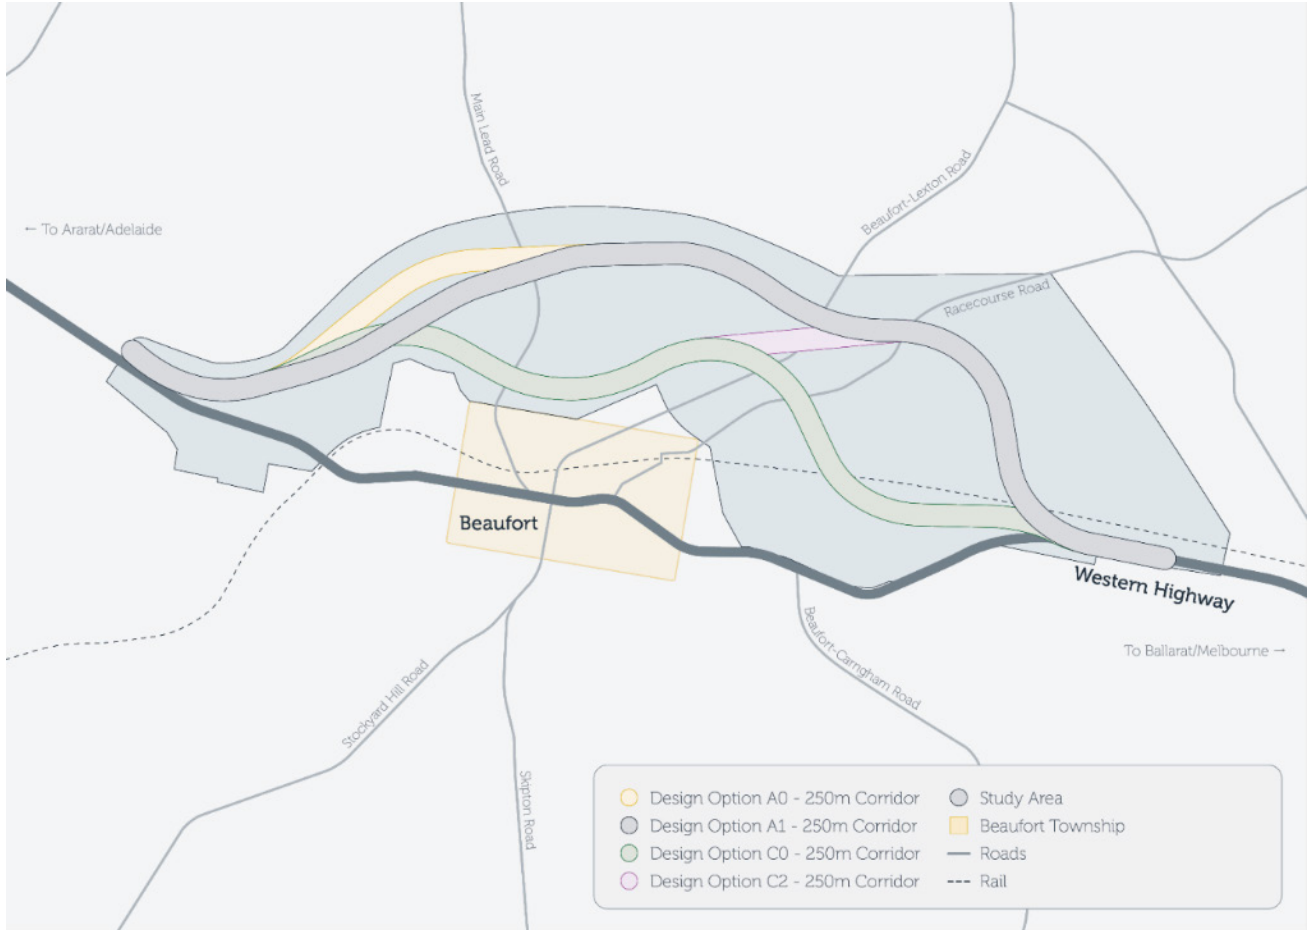 Main Lead Road
Beaufort-Lexton Road
← To Ararat/Adelaide
Racecourse Road
Beaufort
Western Highway
Beaufort-Carngham Road
To Ballarat/Melbourne →
Stockyard Hill Road
Skipton Road
Design Option A0 - 250m Corridor
Design Option A1 - 250m Corridor
Design Option C0 - 250m Corridor
Design Option C2 - 250m Corridor
Study Area
Beaufort Township
Roads
Rail